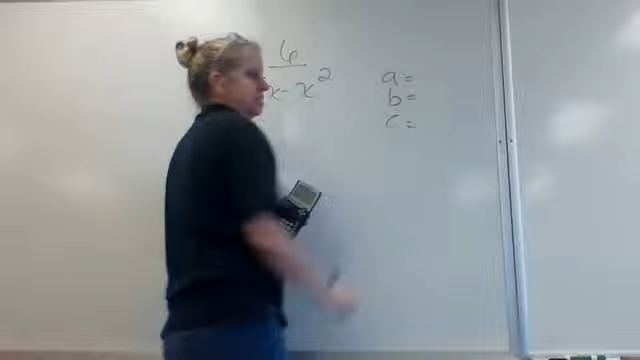 6
x - x²
a =
b =
c =